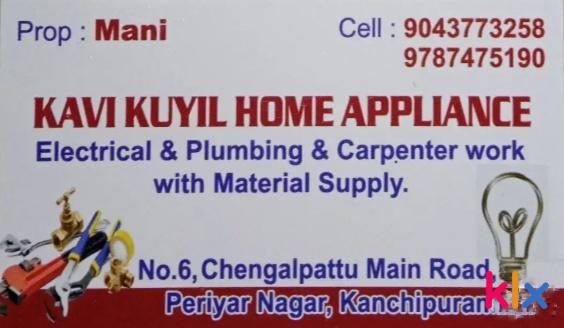 Prop : Mani
Cell : 9043773258
9787475190
KAVI KUYIL HOME APPLIANCE
Electrical & Plumbing & Carpenter work
with Material Supply.
No.6, Chengalpattu Main Road
Periyar Nagar, Kanchipuram
klx